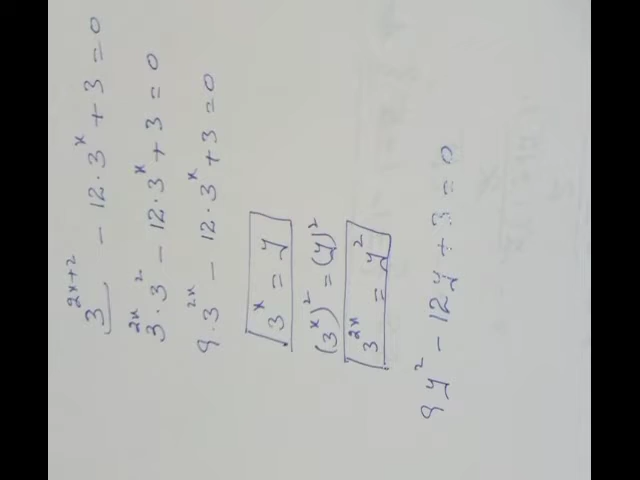 3^{2x+2} - 12·3^x + 3 = 0
3^{2x}·3^2 - 12·3^x + 3 = 0
9·3^{2x} - 12·3^x + 3 = 0
3^x = y
(3^x)^2 = (y)^2
3^{2x} = y^2
9y^2 - 12y + 3 = 0